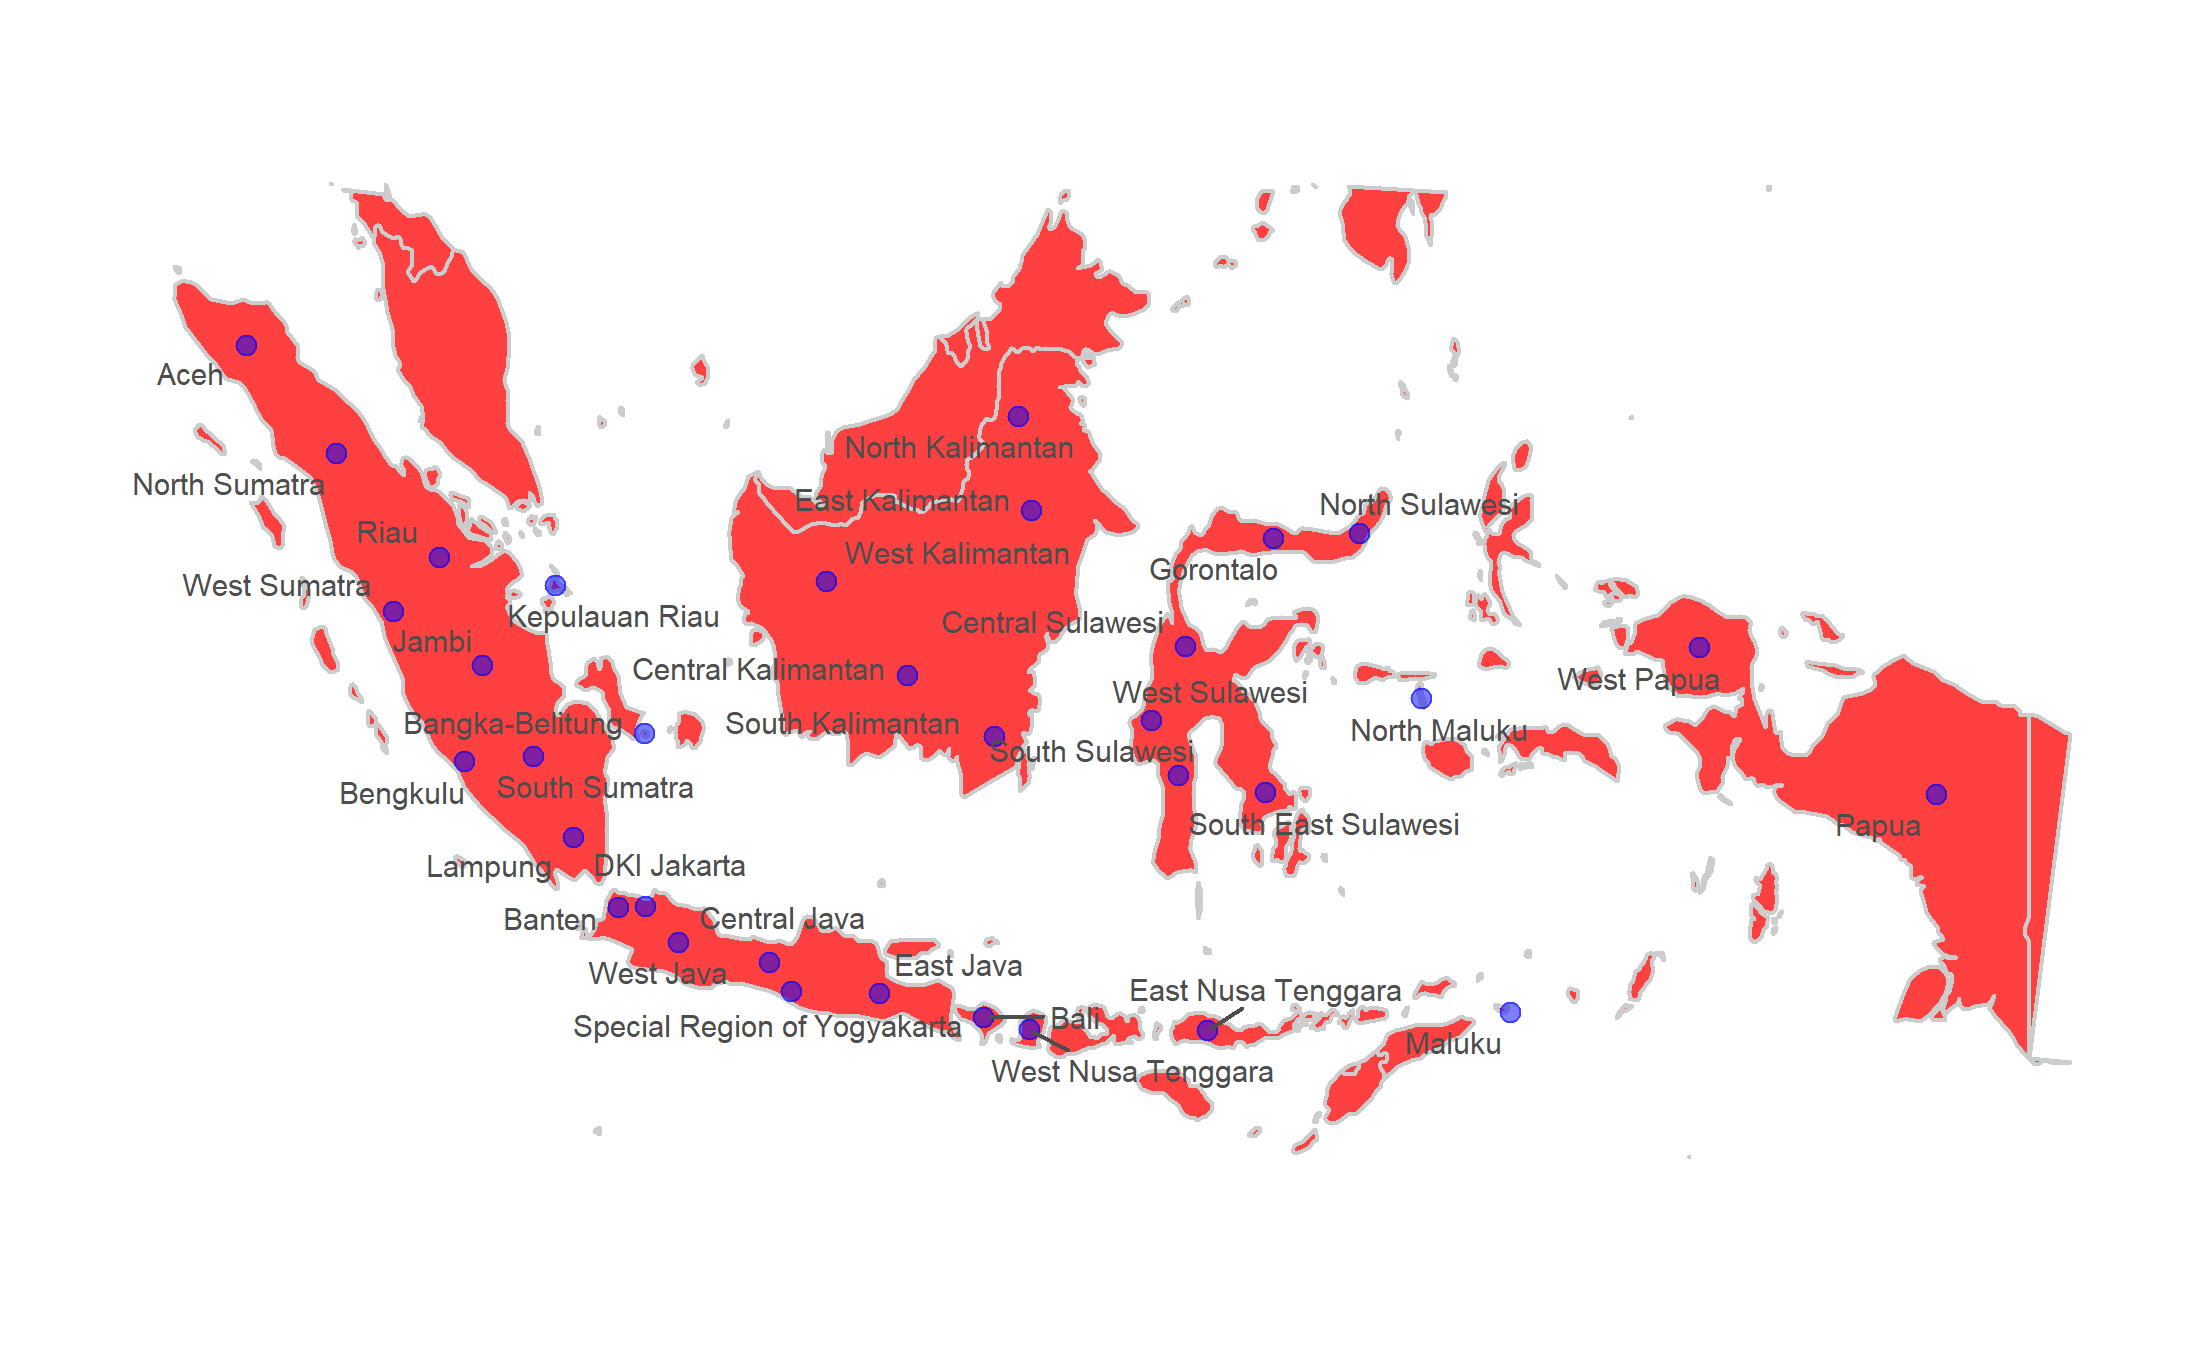 Aceh
North Sumatra
Riau
West Sumatra
Kepulauan Riau
Jambi
Bangka-Belitung
Bengkulu
South Sumatra
Lampung
DKI Jakarta
Banten
Central Java
West Java
East Java
Special Region of Yogyakarta
Bali
West Nusa Tenggara
East Nusa Tenggara
North Kalimantan
East Kalimantan
West Kalimantan
Central Kalimantan
South Kalimantan
North Sulawesi
Gorontalo
Central Sulawesi
West Sulawesi
South Sulawesi
South East Sulawesi
North Maluku
Maluku
West Papua
Papua